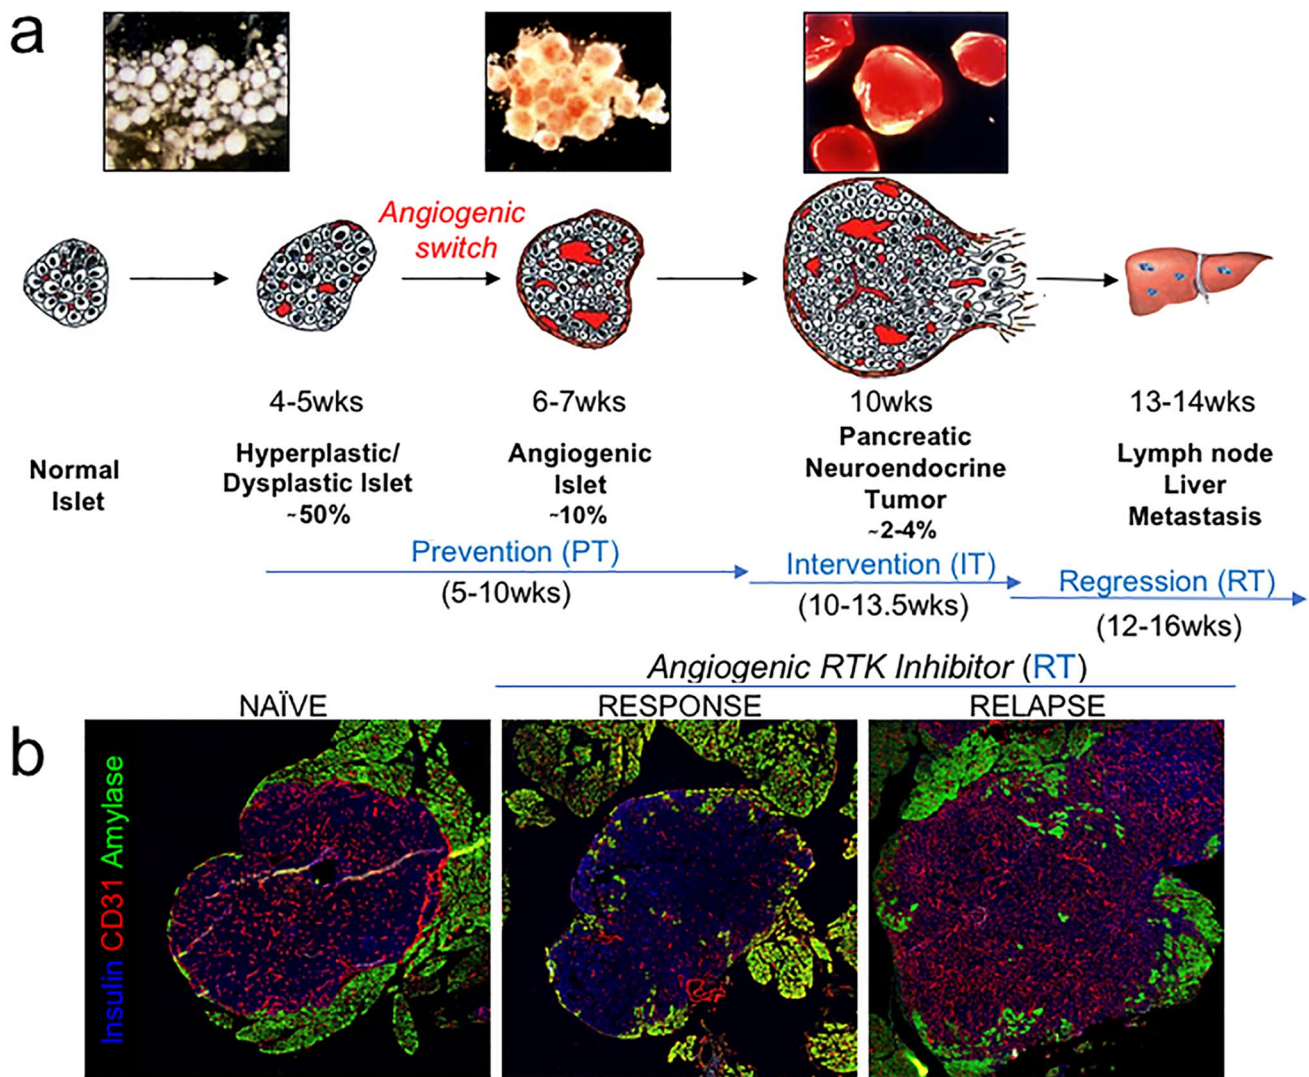 a
Angiogenic
switch
4-5wks
6-7wks
10wks
13-14wks
Normal
Islet
Hyperplastic/
Dysplastic Islet
~50%
Angiogenic
Islet
~10%
Pancreatic
Neuroendocrine
Tumor
~2-4%
Lymph node
Liver
Metastasis
Prevention (PT)
(5-10wks)
Intervention (IT)
(10-13.5wks)
Regression (RT)
(12-16wks)
Angiogenic RTK Inhibitor (RT)
NAÏVE
RESPONSE
RELAPSE
b
Insulin CD31 Amylase